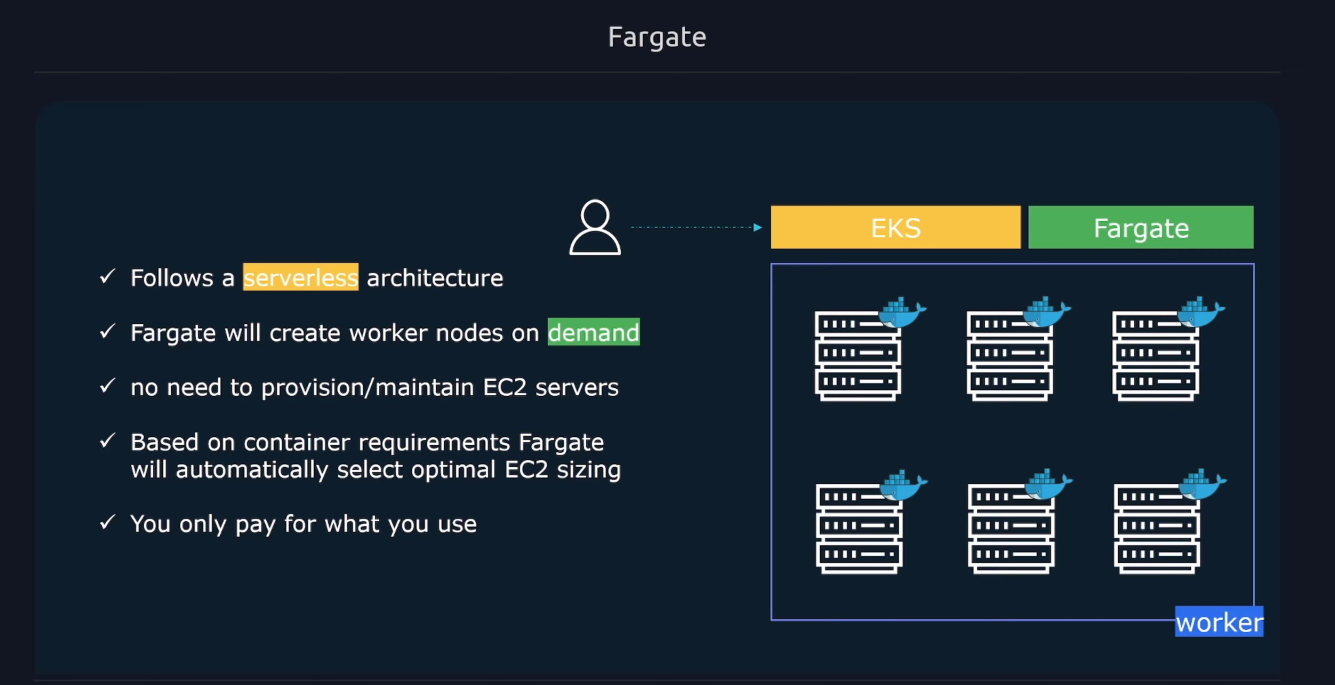 Fargate
EKS
Fargate
✓ Follows a serverless architecture
✓ Fargate will create worker nodes on demand
✓ no need to provision/maintain EC2 servers
✓ Based on container requirements Fargate
will automatically select optimal EC2 sizing
✓ You only pay for what you use
worker